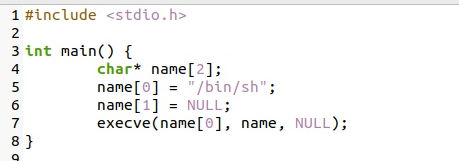 1 #include <stdio.h>
2
3 int main() {
4         char* name[2];
5         name[0] = "/bin/sh";
6         name[1] = NULL;
7         execve(name[0], name, NULL);
8 }
9